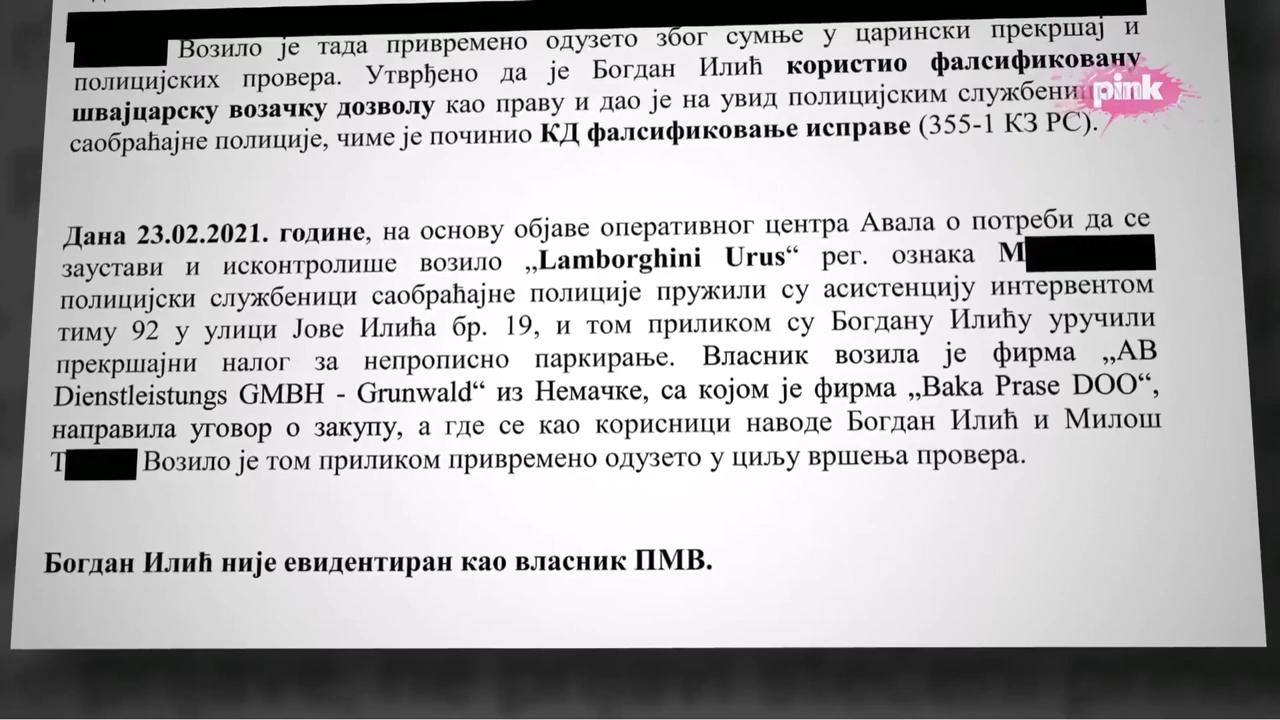 Возило је тада привремено одузето због сумње у царински прекршај и
полицијских провера. Утврђено да је Богдан Илић користио фалсификовану
швајцарску возачку дозволу као праву и дао је на увид полицијским
саобраћајне полиције, чиме је починио КД фалсификовање исправе (355-1 КЗ РС).
pink
Дана 23.02.2021. године, на основу објаве оперативног центра Авала о потреби да се
заустави и исконтролише возило „Lamborghini Urus“ рег. ознака М
полицијски службеници саобраћајне полиције пружили су асистенцију интервентом
тиму 92 у улици Јове Илића бр. 19, и том приликом су Богдану Илићу уручили
прекршајни налог за непрописно паркирање. Власник возила је фирма „AB
Dienstleistungs GMBH - Grunwald“ из Немачке, са којом је фирма „Baka Prase DOO“,
направила уговор о закупу, а где се као корисници наводе Богдан Илић и Милош
Т Возило је том приликом привремено одузето у циљу вршења провера.
Богдан Илић није евидентиран као власник ПМВ.